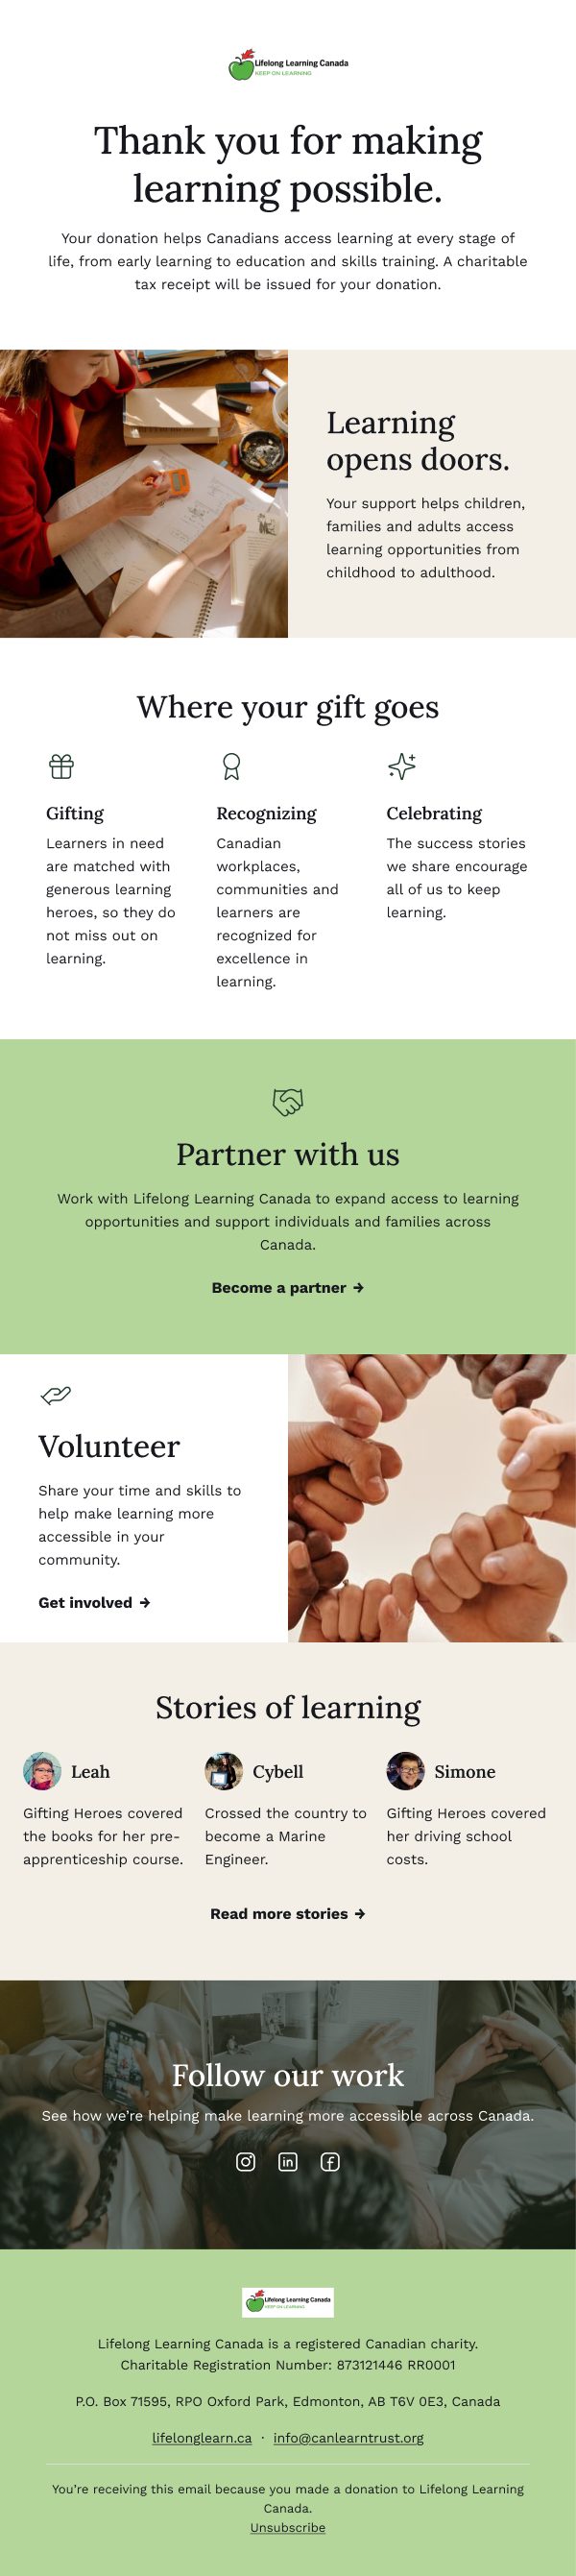 Lifelong Learning Canada
KEEP ON LEARNING
Thank you for making
learning possible.
Your donation helps Canadians access learning at every stage of
life, from early learning to education and skills training. A charitable
tax receipt will be issued for your donation.
Learning
opens doors.
Your support helps children,
families and adults access
learning opportunities from
childhood to adulthood.
Where your gift goes
Gifting
Learners in need
are matched with
generous learning
heroes, so they do
not miss out on
learning.
Recognizing
Canadian
workplaces,
communities and
learners are
recognized for
excellence in
learning.
Celebrating
The success stories
we share encourage
all of us to keep
learning.
Partner with us
Work with Lifelong Learning Canada to expand access to learning
opportunities and support individuals and families across
Canada.
Become a partner →
Volunteer
Share your time and skills to
help make learning more
accessible in your
community.
Get involved →
Stories of learning
Leah
Gifting Heroes covered
the books for her pre-
apprenticeship course.
Cybell
Crossed the country to
become a Marine
Engineer.
Simone
Gifting Heroes covered
her driving school
costs.
Read more stories →
Follow our work
See how we’re helping make learning more accessible across Canada.
Lifelong Learning Canada
KEEP ON LEARNING
Lifelong Learning Canada is a registered Canadian charity.
Charitable Registration Number: 873121446 RR0001
P.O. Box 71595, RPO Oxford Park, Edmonton, AB T6V 0E3, Canada
lifelonglearn.ca · info@canlearntrust.org
You’re receiving this email because you made a donation to Lifelong Learning
Canada.
Unsubscribe